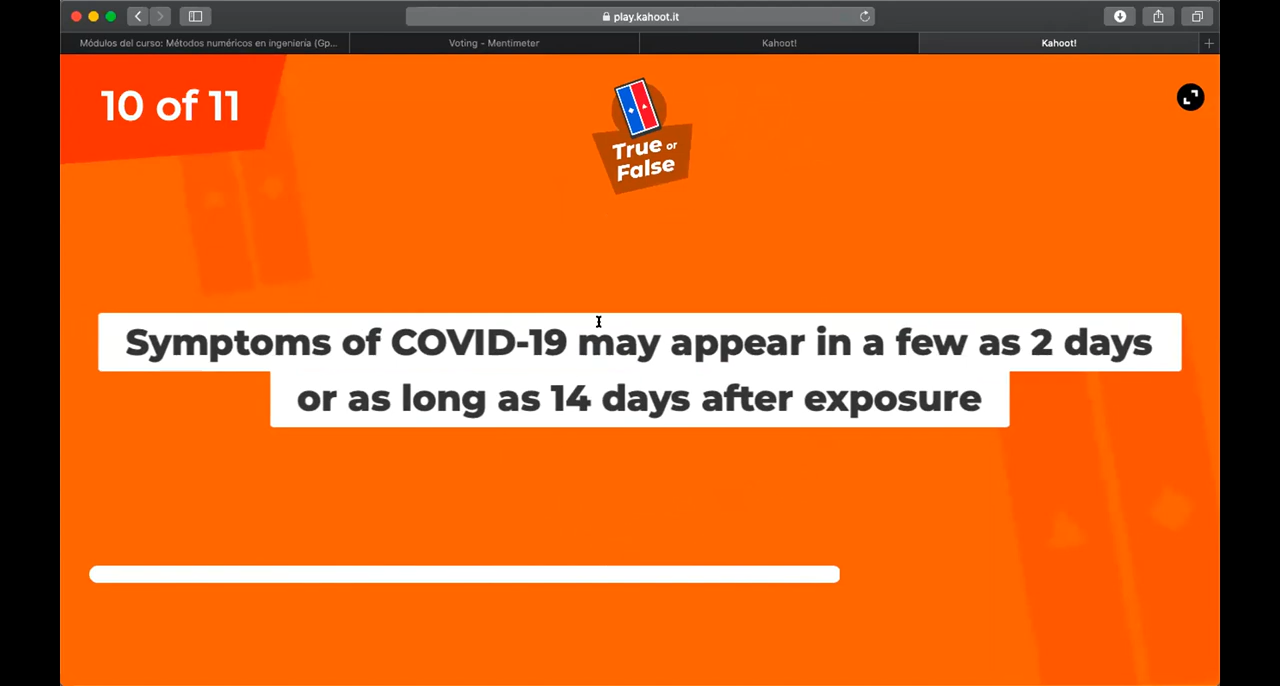 play.kahoot.it
Módulos del curso: Métodos numéricos en ingeniería (Gp...
Voting - Mentimeter
Kahoot!
Kahoot!
10 of 11
True or
False
Symptoms of COVID-19 may appear in a few as 2 days
or as long as 14 days after exposure